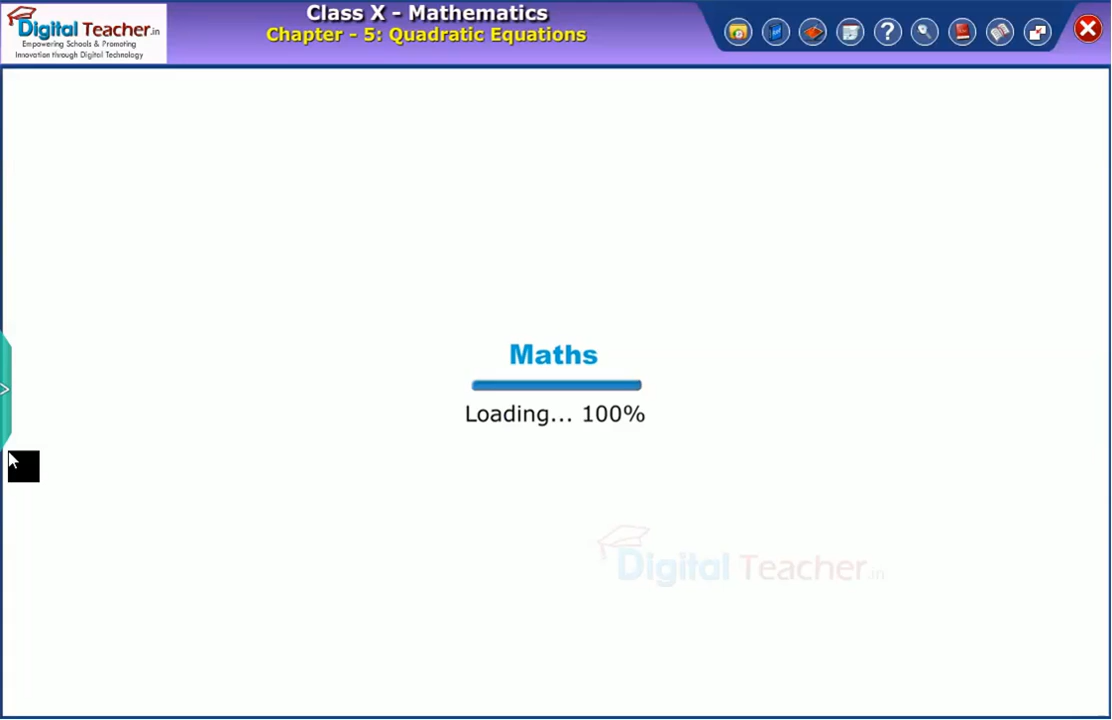 Digital Teacher.in
Empowering Schools & Promoting
Innovation through Digital Technology
Class X - Mathematics
Chapter - 5: Quadratic Equations
?
Maths
Loading... 100%
Digital Teacher.in